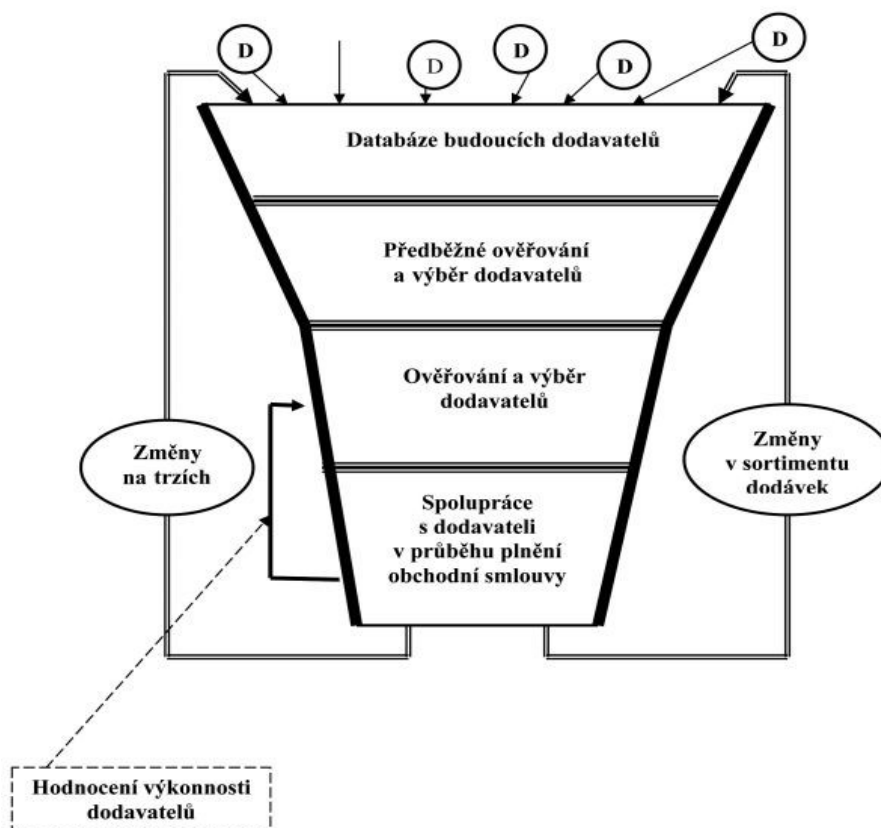 D
D
D
D
D
Databáze budoucích dodavatelů
Předběžné ověřování
a výběr dodavatelů
Ověřování a výběr
dodavatelů
Změny
na trzích
Změny
v sortimentu
dodávek
Spolupráce
s dodavateli
v průběhu plnění
obchodní smlouvy
Hodnocení výkonnosti
dodavatelů